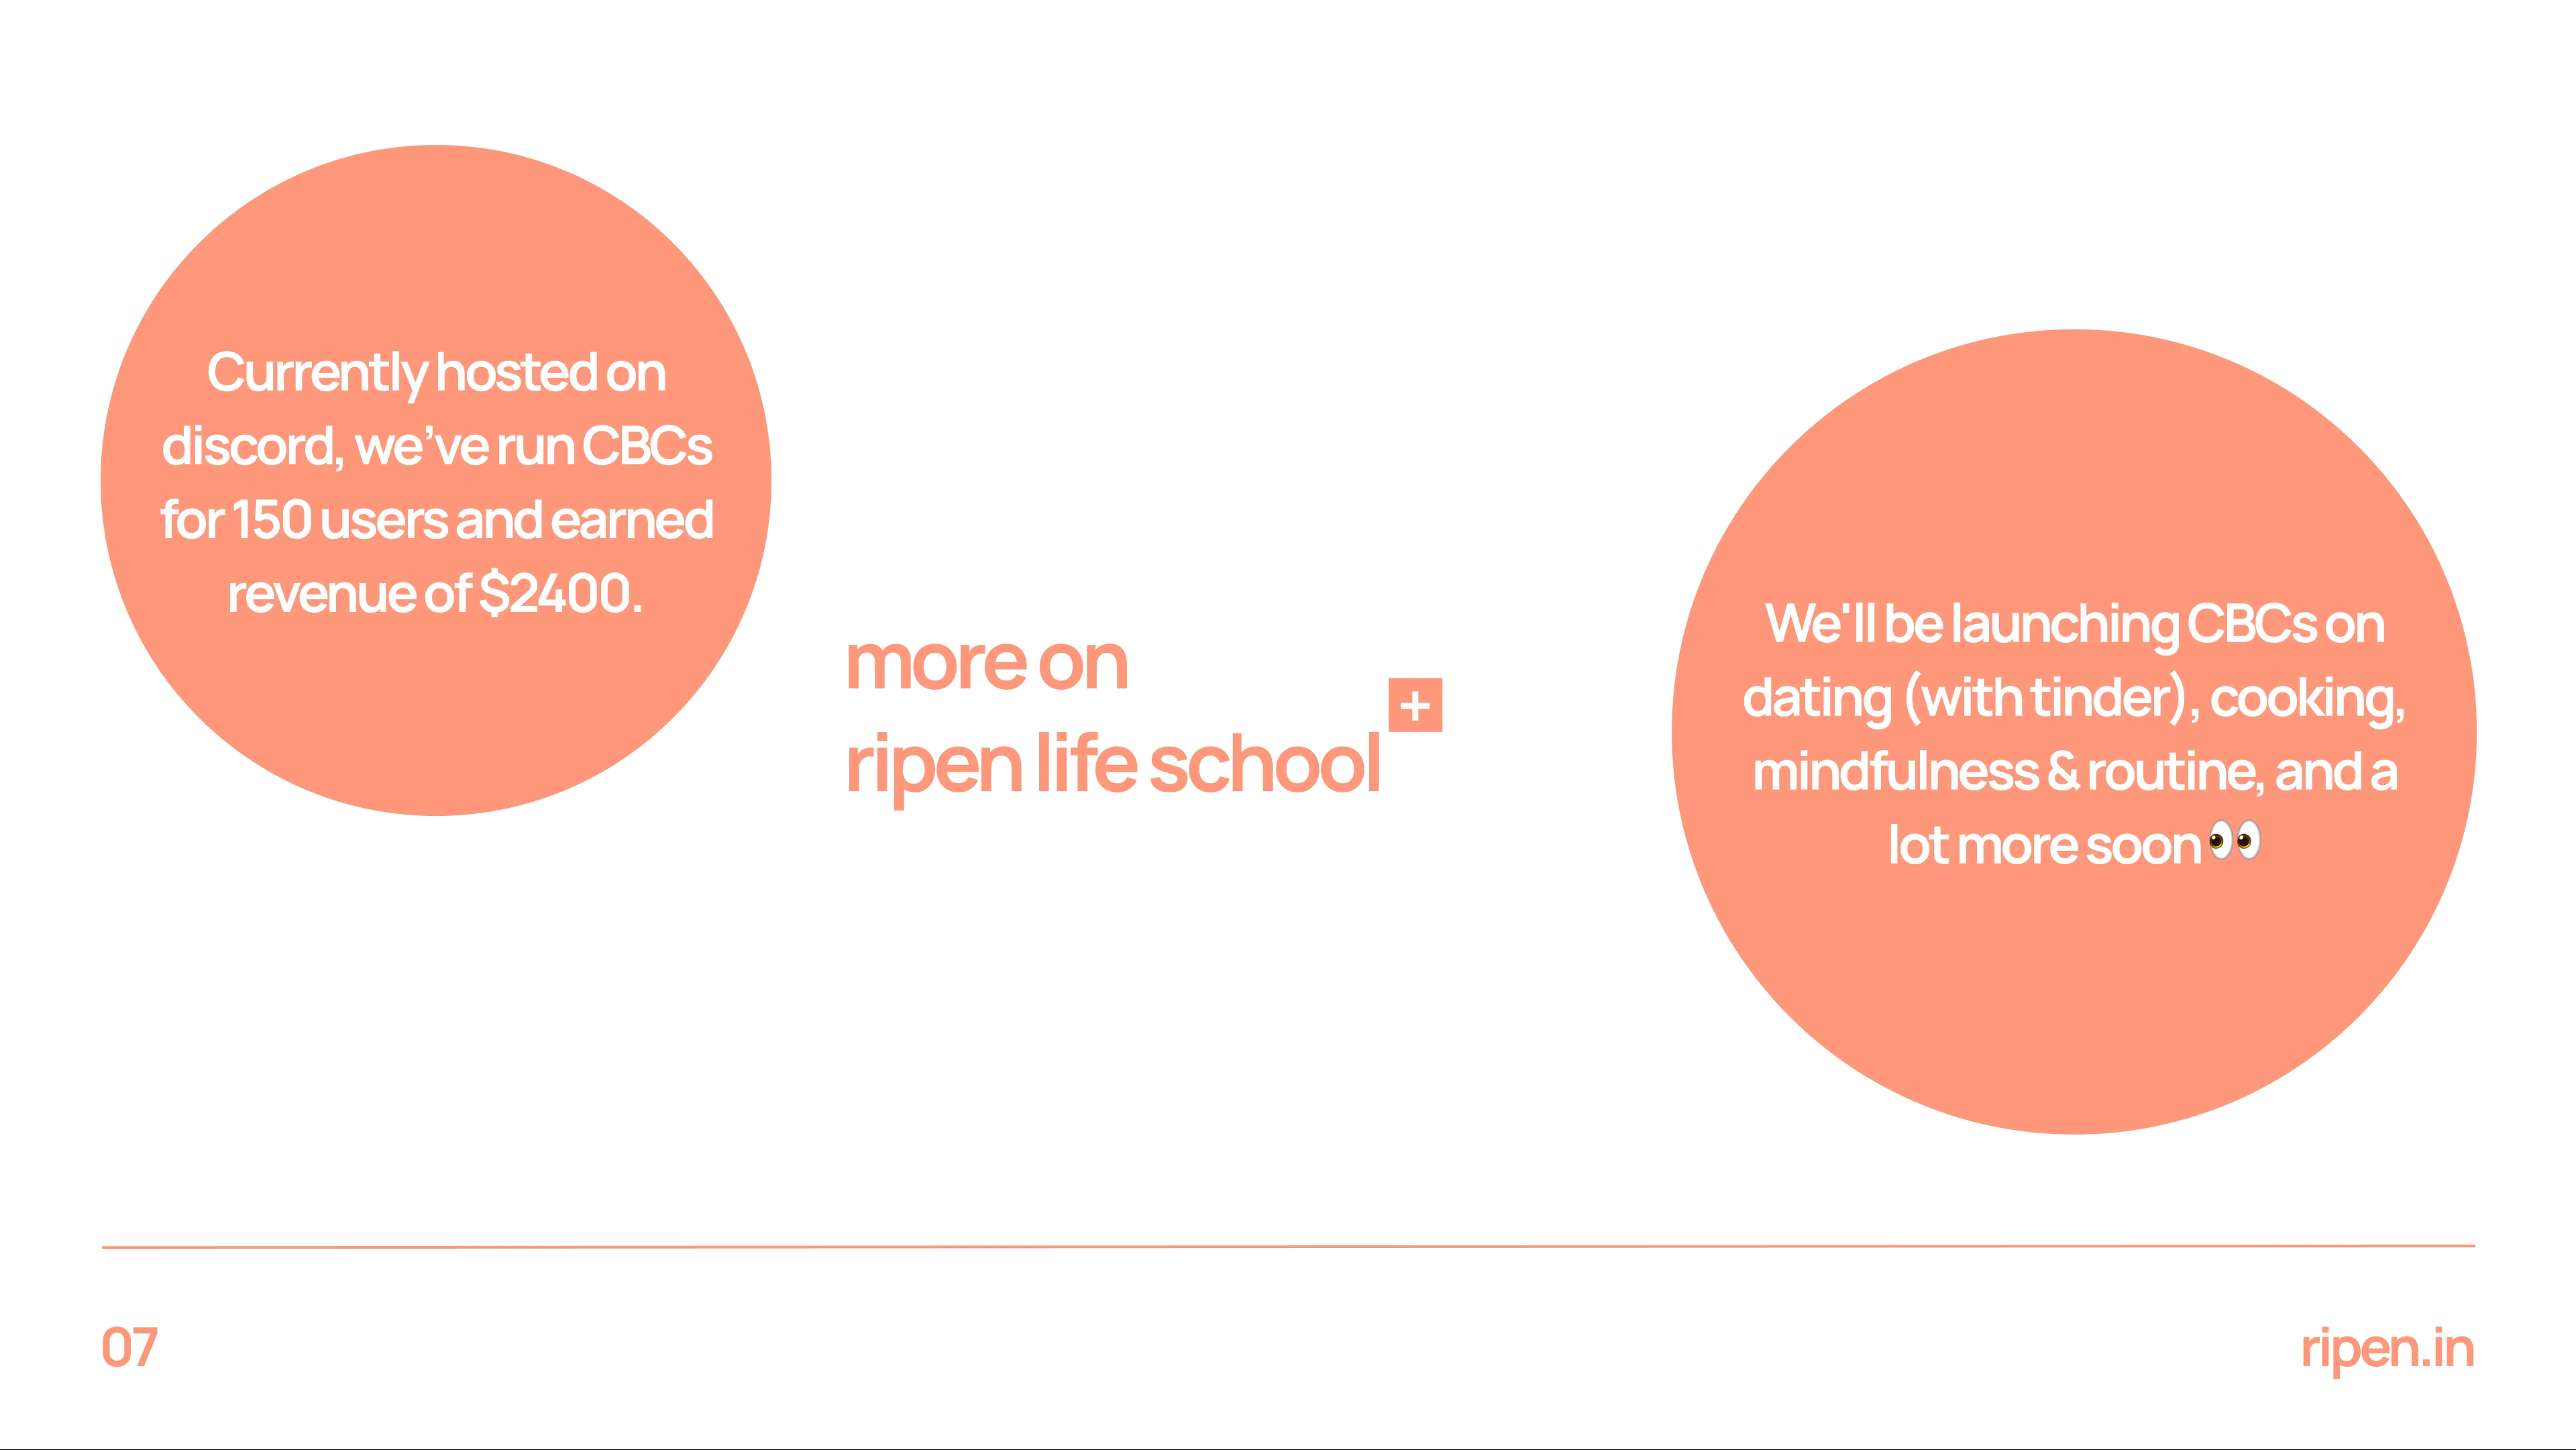 Currently hosted on
discord, we’ve run CBCs
for 150 users and earned
revenue of $2400.
more on
ripen life school
+
We'll be launching CBCs on
dating (with tinder), cooking,
mindfulness & routine, and a
lot more soon 👀
07
ripen.in